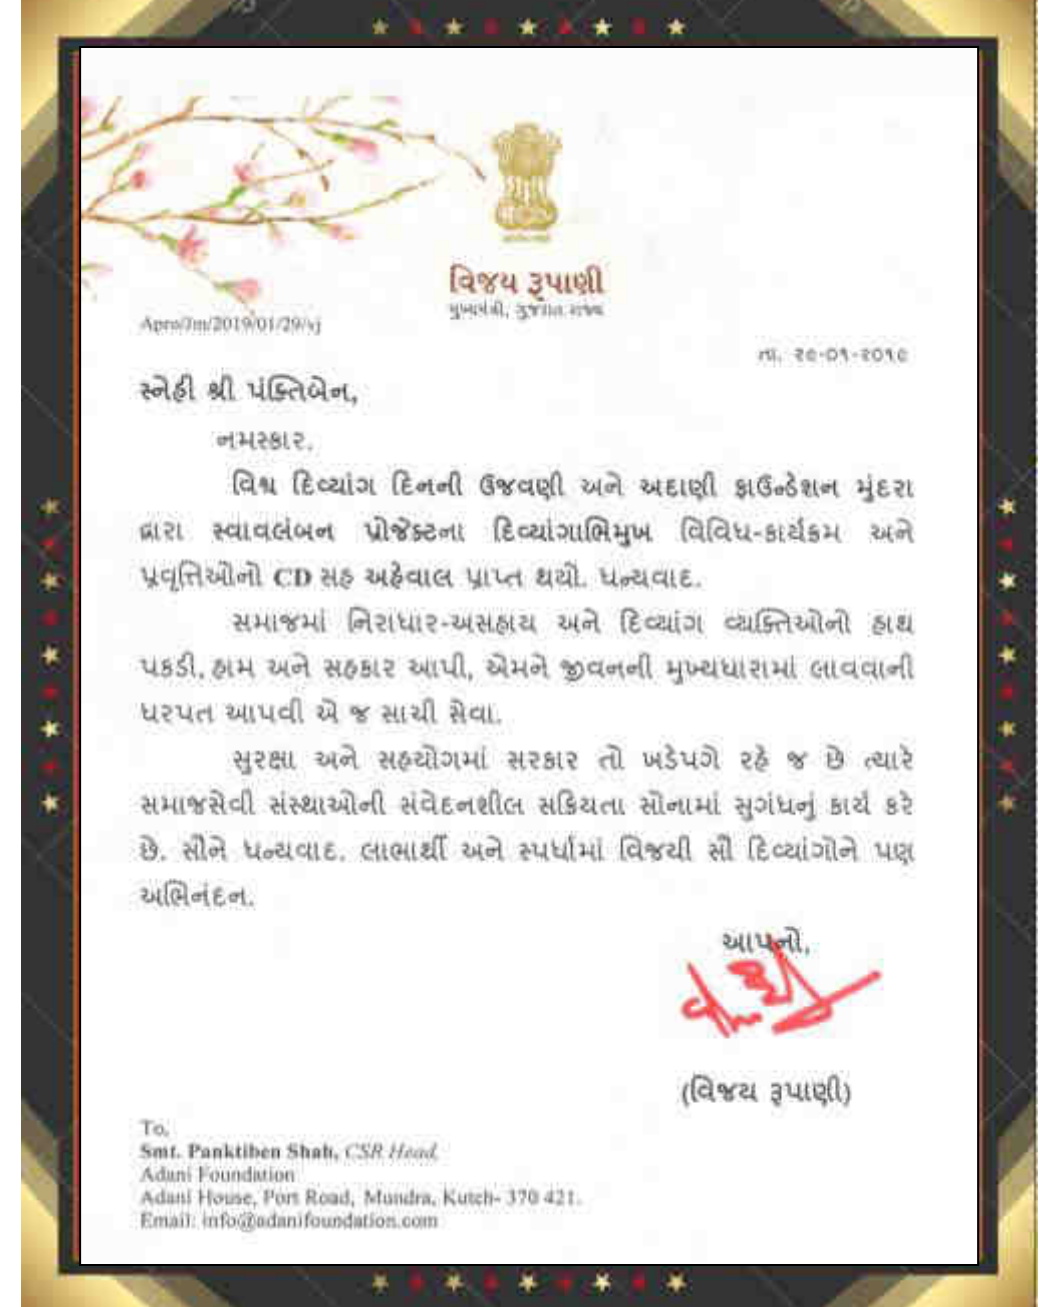 વિજય રૂપાણી
મુખ્યમંત્રી, ગુજરાત રાજ્ય
Apro/Jm/2019/01/29/vj
તા. ૨૯-૦૧-૨૦૧૯
સ્નેહી શ્રી પંક્તિબેન,
નમસ્કાર.
વિશ્વ દિવ્યાંગ દિનની ઉજવણી અને અદાણી ફાઉન્ડેશન મુંદરા
દ્વારા સ્વાવલંબન પ્રોજેક્ટના દિવ્યાંગાભિમુખ વિવિધ-કાર્યક્રમ અને
પ્રવૃત્તિઓનો CD સહ અહેવાલ પ્રાપ્ત થયો. ધન્યવાદ.
સમાજમાં નિરાધાર-અસહાય અને દિવ્યાંગ વ્યક્તિઓનો હાથ
પકડી, હામ અને સહકાર આપી, એમને જીવનની મુખ્યધારામાં લાવવાની
ધરપત આપવી એ જ સાચી સેવા.
સુરક્ષા અને સહયોગમાં સરકાર તો ખડેપગે રહે જ છે ત્યારે
સમાજસેવી સંસ્થાઓની સંવેદનશીલ સક્રિયતા સોનામાં સુગંધનું કાર્ય કરે
છે. સૌને ધન્યવાદ. લાભાર્થી અને સ્પર્ધામાં વિજયી સૌ દિવ્યાંગોને પણ
અભિનંદન.
આપનો,
(વિજય રૂપાણી)
To,
Smt. Panktiben Shah, CSR Head,
Adani Foundation
Adani House, Port Road, Mundra, Kutch- 370 421.
Email: info@adanifoundation.com